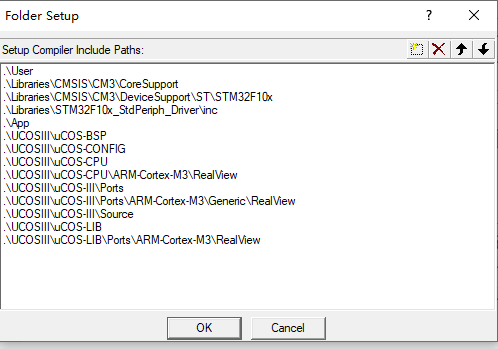 Folder Setup
Setup Compiler Include Paths:
.\User
.\Libraries\CMSIS\CM3\CoreSupport
.\Libraries\CMSIS\CM3\DeviceSupport\ST\STM32F10x
.\Libraries\STM32F10x_StdPeriph_Driver\inc
.\App
.\UCOSIII\uCOS-BSP
.\UCOSIII\uCOS-CONFIG
.\UCOSIII\uCOS-CPU
.\UCOSIII\uCOS-CPU\ARM-Cortex-M3\RealView
.\UCOSIII\uCOS-III\Ports
.\UCOSIII\uCOS-III\Ports\ARM-Cortex-M3\Generic\RealView
.\UCOSIII\uCOS-III\Source
.\UCOSIII\uCOS-LIB
.\UCOSIII\uCOS-LIB\Ports\ARM-Cortex-M3\RealView
OK Cancel